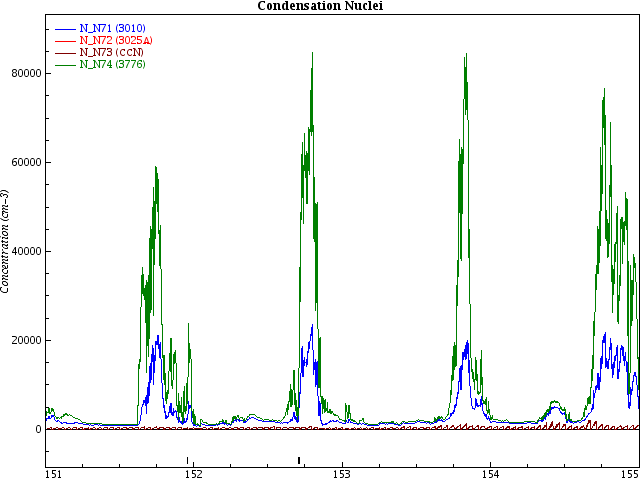 Condensation Nuclei
N_N71 (3010)
N_N72 (3025A)
N_N73 (CCN)
N_N74 (3776)
80000
60000
40000
20000
0
Concentration (cm-3)
151 152 153 154 155